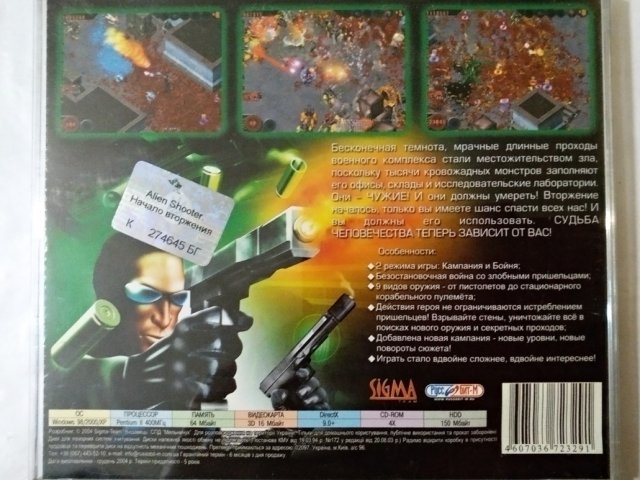 Бесконечная темнота, мрачные длинные проходы
военного комплекса стали местожительством зла,
поскольку тысячи кровожадных монстров заполняют
его офисы, склады и исследовательские лаборатории.
Они - ЧУЖИЕ! И они должны умереть! Вторжение
началось, только вы имеете шанс спасти всех нас! И
вы должны его использовать. СУДЬБА
ЧЕЛОВЕЧЕСТВА ТЕПЕРЬ ЗАВИСИТ ОТ ВАС!
Alien Shooter
Начало вторжения
К 274645 БГ
Особенности:
2 режима игры: Кампания и Бойня;
Безостановочная война со злобными пришельцами;
9 видов оружия - от пистолетов до стационарного
корабельного пулемёта;
Действия героя не ограничиваются истреблением
пришельцев! Взрывайте стены, уничтожайте всё в
поисках нового оружия и секретных проходов;
Добавлена новая кампания - новые уровни, новые
повороты сюжета!
Играть стало вдвойне сложнее, вдвойне интереснее!
SIGMA
TEAM
РУССОБИТ-М
ОС ПРОЦЕССОР ПАМЯТЬ ВИДЕОКАРТА DirectX CD-ROM HDD
Windows 98/2000/XP Pentium II 400МГц 64 Мбайт 3D 16 Мбайт 9.0+ 4X 150 Мбайт
4607036723291